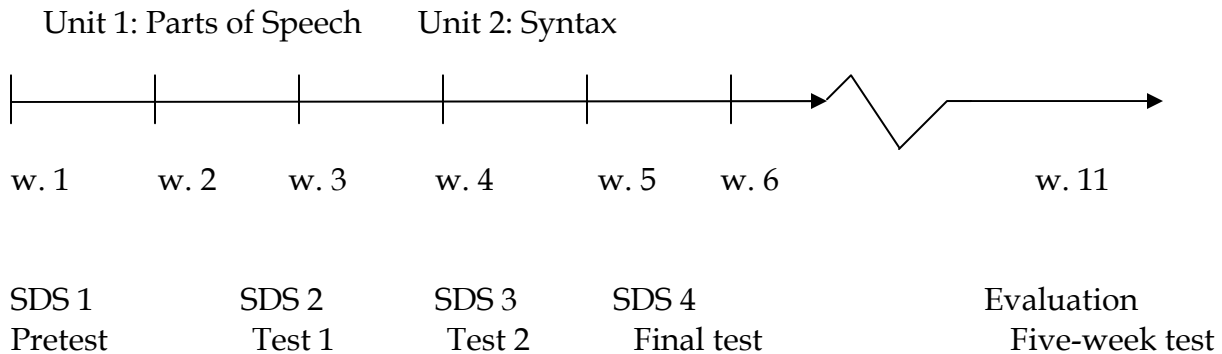 Unit 1: Parts of Speech Unit 2: Syntax
w. 1 w. 2 w. 3 w. 4 w. 5 w. 6 w. 11
SDS 1 SDS 2 SDS 3 SDS 4 Evaluation
Pretest Test 1 Test 2 Final test Five-week test